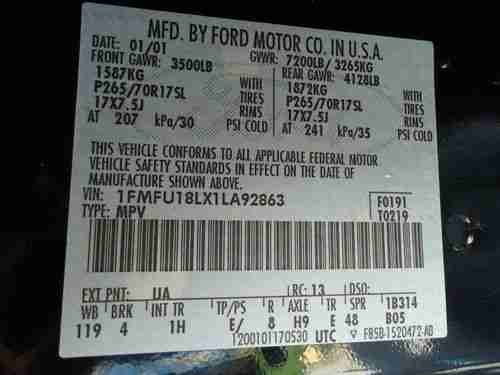 MFD. BY FORD MOTOR CO. IN U.S.A.
DATE: 01/01 GVWR: 7200LB/ 3265KG
FRONT GAWR: 3500LB REAR GAWR: 4128LB
1587KG WITH 1872KG WITH
P265/70R17SL TIRES P265/70R17SL TIRES
17X7.5J RIMS 17X7.5J RIMS
AT 207 kPa/30 PSI COLD AT 241 kPa/35 PSI COLD
THIS VEHICLE CONFORMS TO ALL APPLICABLE FEDERAL MOTOR
VEHICLE SAFETY STANDARDS IN EFFECT ON THE DATE OF
MANUFACTURE SHOWN ABOVE.
VIN: 1FMFU18LX1LA92863 F0191
TYPE: MPV T0219
EXT PNT: UA RC: 13 DSO:
WB BRK INT TR TP/PS R AXLE TR SPR 1B314
119 4 1H E/ 8 H9 E 48 B05
1200101170530 UTC F85B-1520472-AD